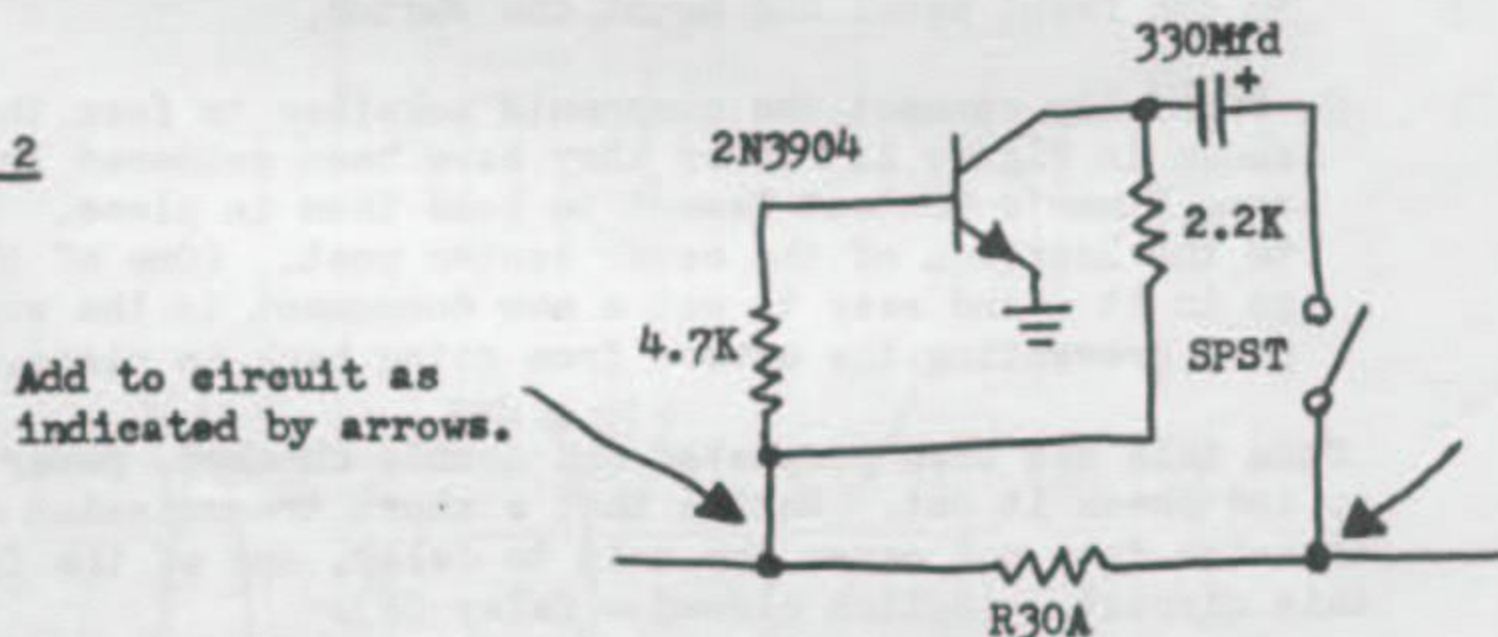 2
330Mfd
+
2N3904
2.2K
4.7K
SPST
Add to circuit as
indicated by arrows.
R30A